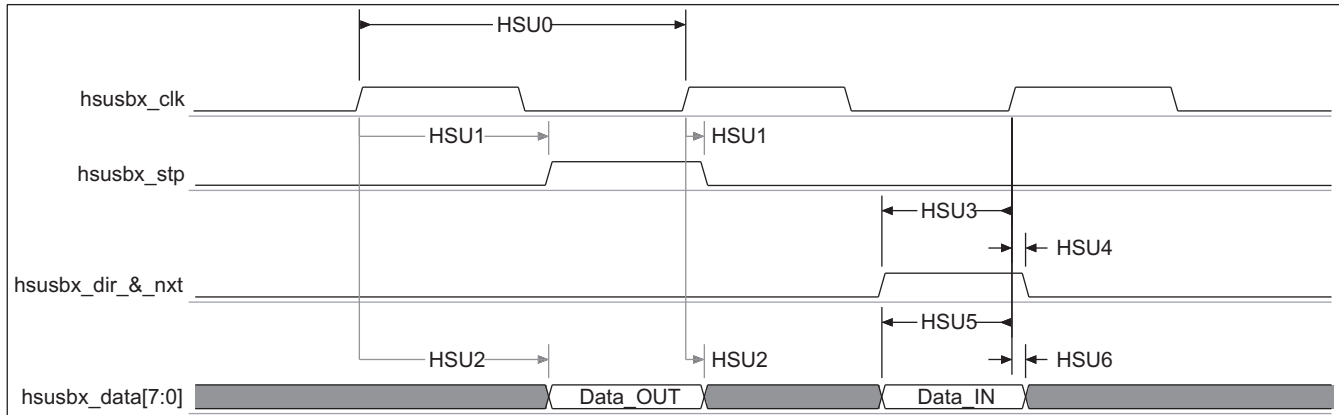 HSU0
hsusbx_clk
HSU1 HSU1
hsusbx_stp
HSU3
HSU4
hsusbx_dir_&_nxt
HSU5
HSU2 HSU2 HSU6
hsusbx_data[7:0] Data_OUT Data_IN